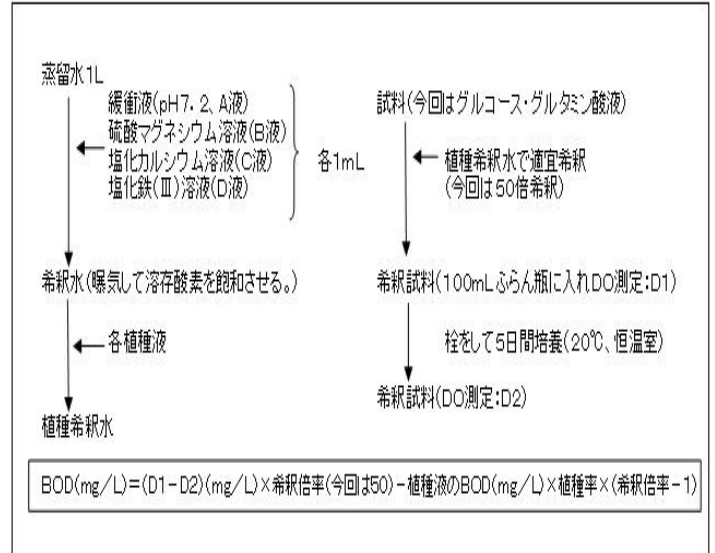 蒸留水1L
緩衝液(pH7．2、A液)
硫酸マグネシウム溶液(B液)
塩化カルシウム溶液(C液)
塩化鉄(Ⅲ)溶液(D液)
各1mL
希釈水(曝気して溶存酸素を飽和させる。)
各植種液
植種希釈水
試料(今回はグルコース・グルタミン酸液)
植種希釈水で適宜希釈
(今回は50倍希釈)
希釈試料(100mLふらん瓶に入れDO測定:D1)
栓をして5日間培養(20℃、恒温室)
希釈試料(DO測定:D2)
BOD(mg/L)=(D1-D2)(mg/L)×希釈倍率(今回は50)-植種液のBOD(mg/L)×植種率×(希釈倍率-1)